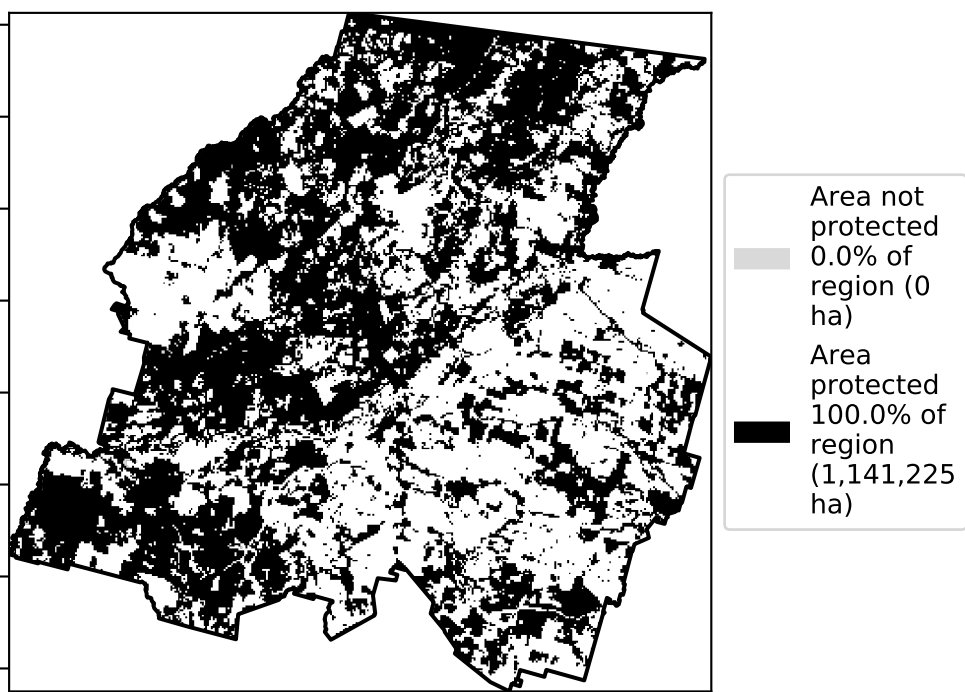 Area not
protected
0.0% of
region (0
ha)
Area
protected
100.0% of
region
(1,141,225
ha)